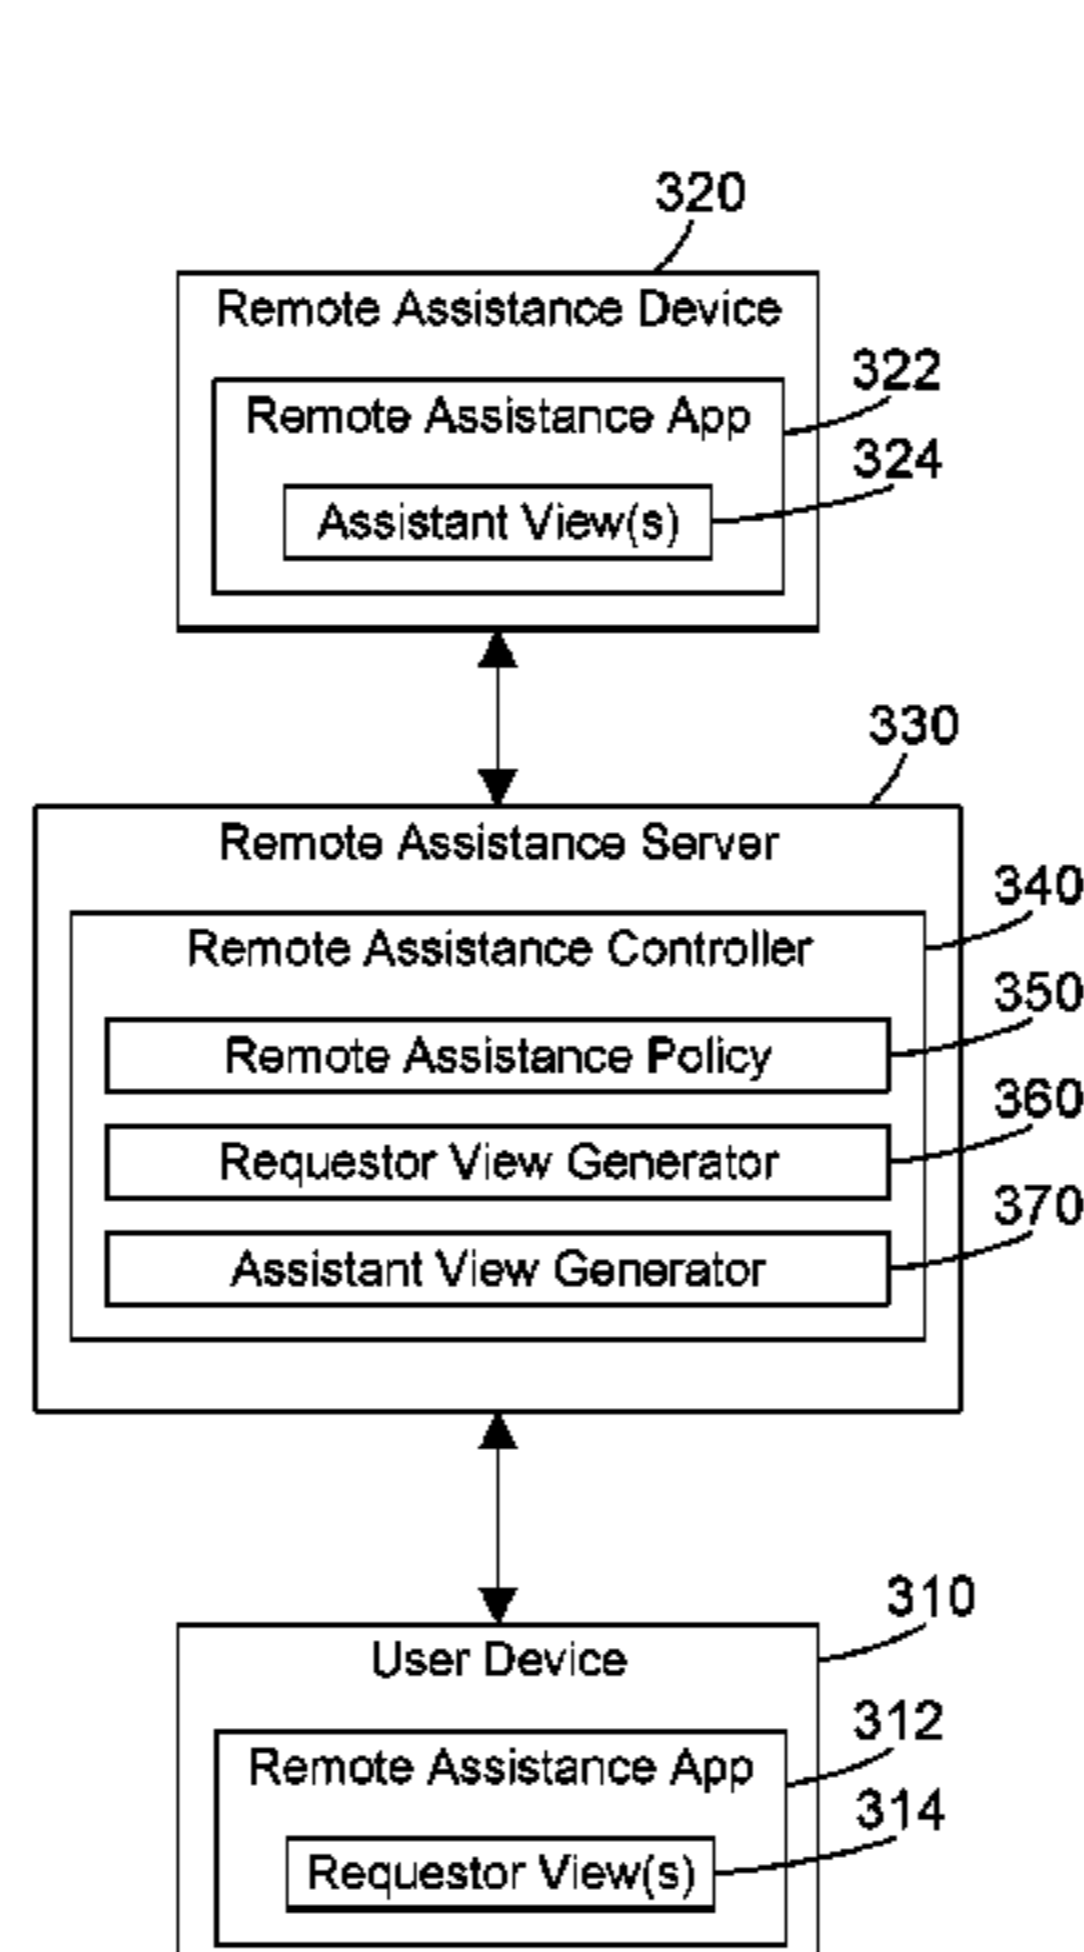 320
Remote Assistance Device
322
Remote Assistance App
324
Assistant View(s)
330
Remote Assistance Server
340
Remote Assistance Controller
350
Remote Assistance Policy
360
Requestor View Generator
370
Assistant View Generator
310
User Device
312
Remote Assistance App
314
Requestor View(s)